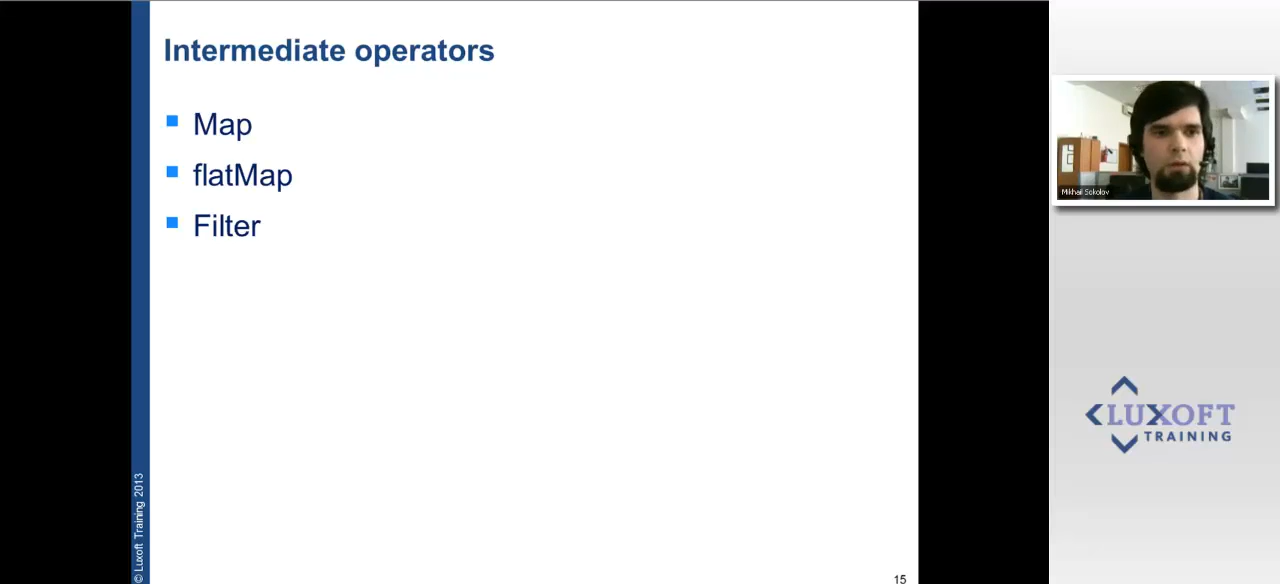 Intermediate operators
Map
flatMap
Filter
© Luxoft Training 2013
15
Mikhail Sokolov
LUXOFT
TRAINING